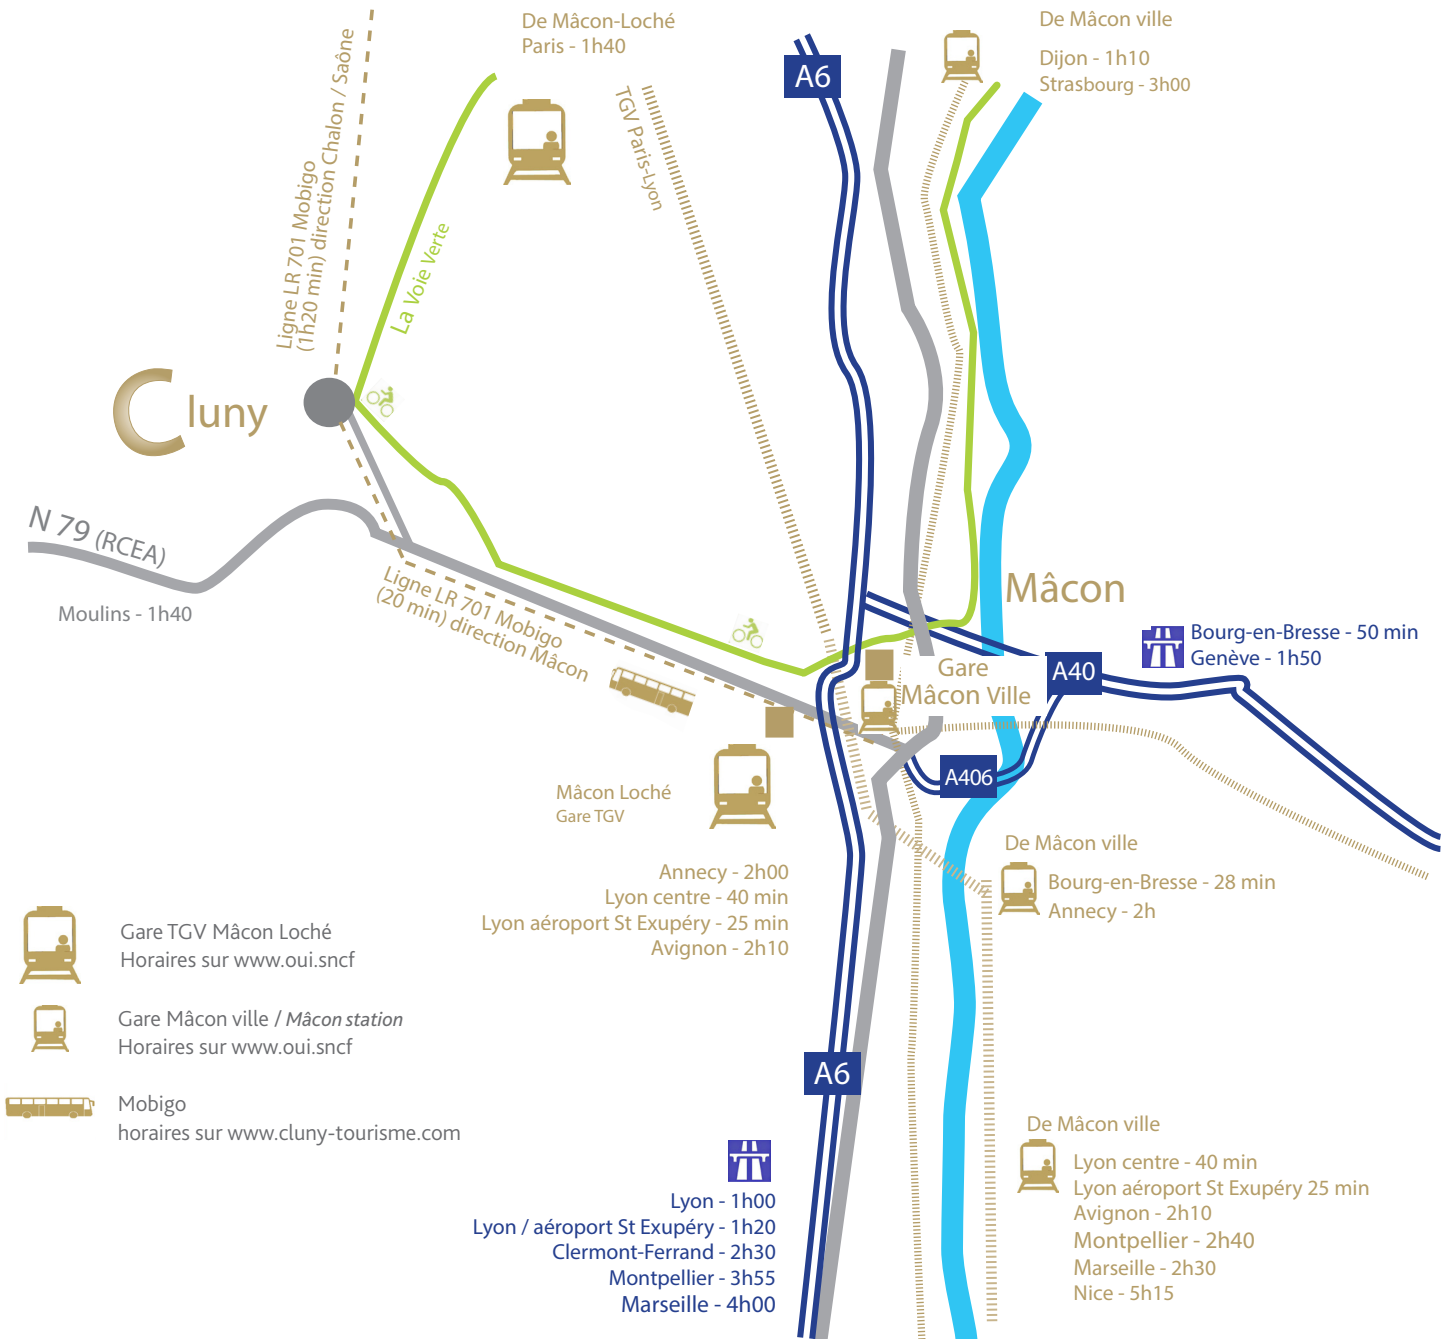 De Mâcon-Loché
Paris - 1h40
De Mâcon ville
Dijon - 1h10
Strasbourg - 3h00
A6
TGV Paris-Lyon
Ligne LR 701 Mobigo
(1h20 min) direction Chalon / Saône
La Voie Verte
Cluny
N 79 (RCEA)
Moulins - 1h40
Ligne LR 701 Mobigo
(20 min) direction Mâcon
Mâcon
Bourg-en-Bresse - 50 min
Genève - 1h50
A40
Gare
Mâcon Ville
A406
Mâcon Loché
Gare TGV
Annecy - 2h00
Lyon centre - 40 min
Lyon aéroport St Exupéry - 25 min
Avignon - 2h10
De Mâcon ville
Bourg-en-Bresse - 28 min
Annecy - 2h
Gare TGV Mâcon Loché
Horaires sur www.oui.sncf
Gare Mâcon ville / Mâcon station
Horaires sur www.oui.sncf
Mobigo
horaires sur www.cluny-tourisme.com
A6
Lyon - 1h00
Lyon / aéroport St Exupéry - 1h20
Clermont-Ferrand - 2h30
Montpellier - 3h55
Marseille - 4h00
De Mâcon ville
Lyon centre - 40 min
Lyon aéroport St Exupéry 25 min
Avignon - 2h10
Montpellier - 2h40
Marseille - 2h30
Nice - 5h15